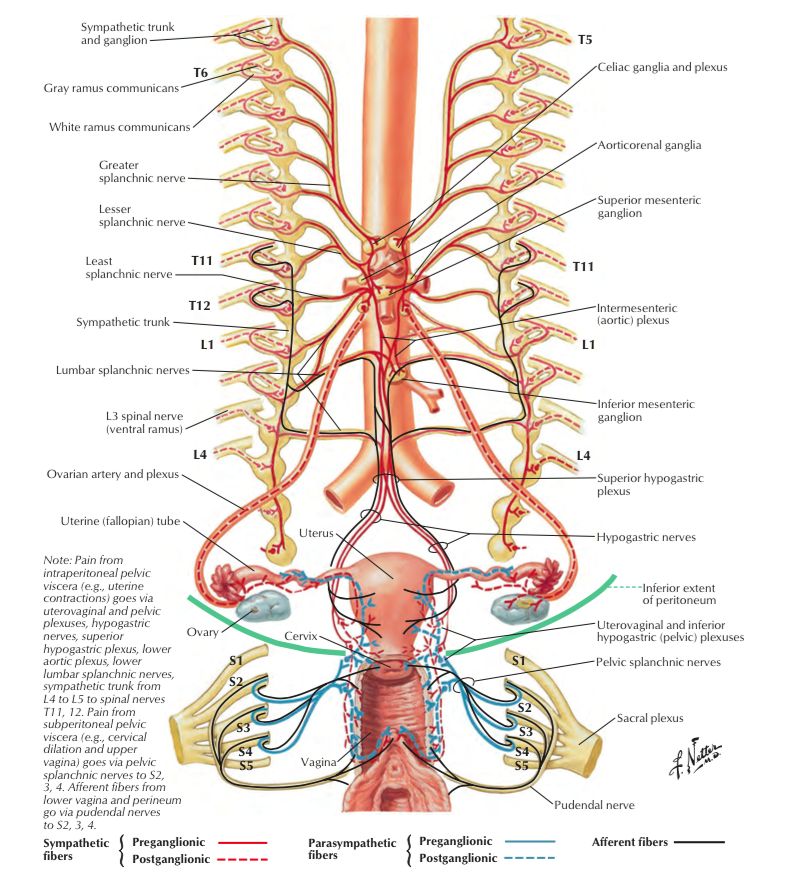 Sympathetic trunk
and ganglion
T5
T6
Celiac ganglia and plexus
Gray ramus communicans
White ramus communicans
Aorticorenal ganglia
Greater
splanchnic nerve
Superior mesenteric
ganglion
Lesser
splanchnic nerve
T11
T11
Least
splanchnic nerve
T12
Intermesenteric
(aortic) plexus
Sympathetic trunk
L1
L1
Lumbar splanchnic nerves
Inferior mesenteric
ganglion
L3 spinal nerve
(ventral ramus)
L4
L4
Ovarian artery and plexus
Superior hypogastric
plexus
Uterine (fallopian) tube
Uterus
Hypogastric nerves
Note: Pain from
intraperitoneal pelvic
viscera (e.g., uterine
contractions) goes via
uterovaginal and pelvic
plexuses, hypogastric
nerves, superior
hypogastric plexus, lower
aortic plexus, lower
lumbar splanchnic nerves,
sympathetic trunk from
L4 to L5 to spinal nerves
T11, 12. Pain from
subperitoneal pelvic
viscera (e.g., cervical
dilation and upper
vagina) goes via pelvic
splanchnic nerves to S2,
3, 4. Afferent fibers from
lower vagina and perineum
go via pudendal nerves
to S2, 3, 4.
Inferior extent
of peritoneum
Ovary
Cervix
Uterovaginal and inferior
hypogastric (pelvic) plexuses
S1
S1
Pelvic splanchnic nerves
S2
S2
S3
S3
Sacral plexus
S4
S4
S5
S5
Vagina
F. Netter
M.D.
Pudendal nerve
Sympathetic
fibers
Preganglionic
Postganglionic
Parasympathetic
fibers
Preganglionic
Postganglionic
Afferent fibers